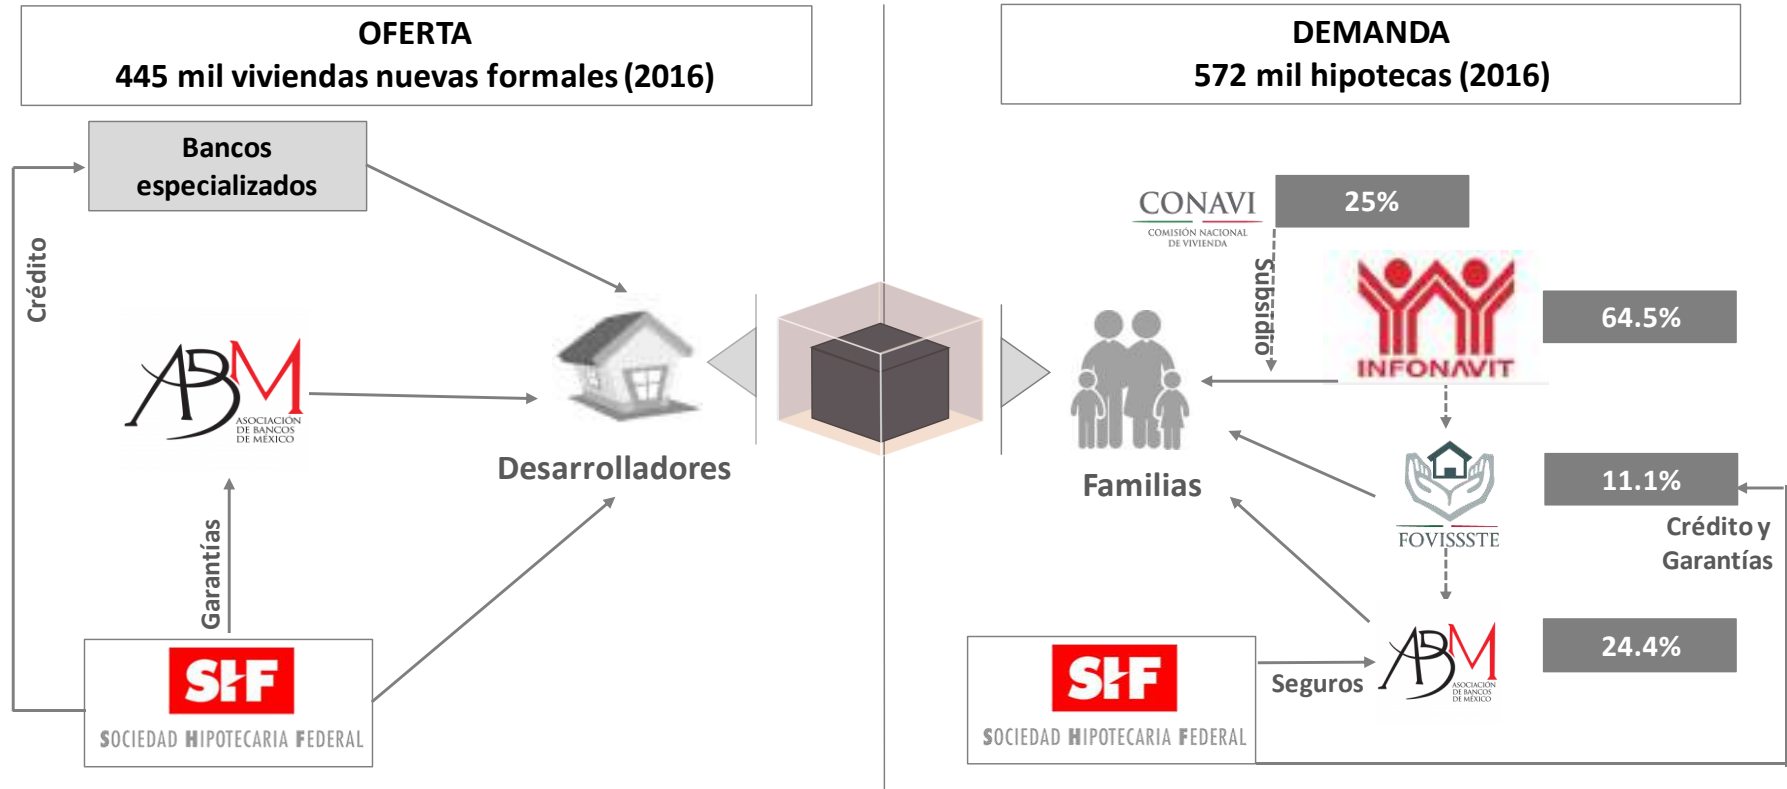 OFERTA
445 mil viviendas nuevas formales (2016)
Bancos
especializados
Crédito
ABM
ASOCIACIÓN
DE BANCOS
DE MÉXICO
Desarrolladores
Garantías
SHF
SOCIEDAD HIPOTECARIA FEDERAL
DEMANDA
572 mil hipotecas (2016)
CONAVI
COMISIÓN NACIONAL
DE VIVIENDA
25%
Subsidio
INFONAVIT
64.5%
Familias
FOVISSSTE
11.1%
Crédito y
Garantías
SHF
SOCIEDAD HIPOTECARIA FEDERAL
Seguros
ABM
ASOCIACIÓN
DE BANCOS
DE MÉXICO
24.4%